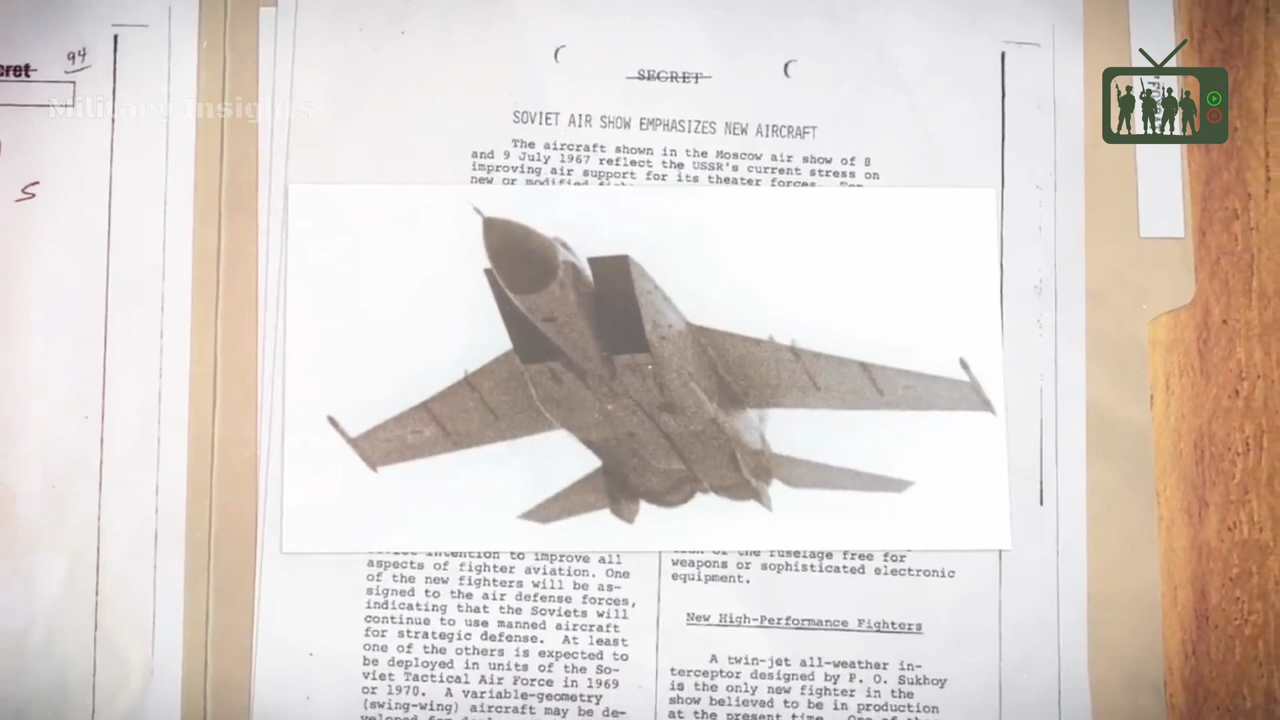 cret
94
Military Insights
S
SECRET
SOVIET AIR SHOW EMPHASIZES NEW AIRCRAFT
The aircraft shown in the Moscow air show of 8
and 9 July 1967 reflect the USSR's current stress on
improving air support for its theater forces.
new or modified
intention to improve all
aspects of fighter aviation. One
of the new fighters will be as-
signed to the air defense forces,
indicating that the Soviets will
continue to use manned aircraft
for strategic defense. At least
one of the others is expected to
be deployed in units of the So-
viet Tactical Air Force in 1969
or 1970. A variable-geometry
(swing-wing) aircraft may be de-
of the fuselage free for
weapons or sophisticated electronic
equipment.
New High-Performance Fighters
A twin-jet all-weather in-
terceptor designed by P. O. Sukhoy
is the only new fighter in the
show believed to be in production
at the present time. One of